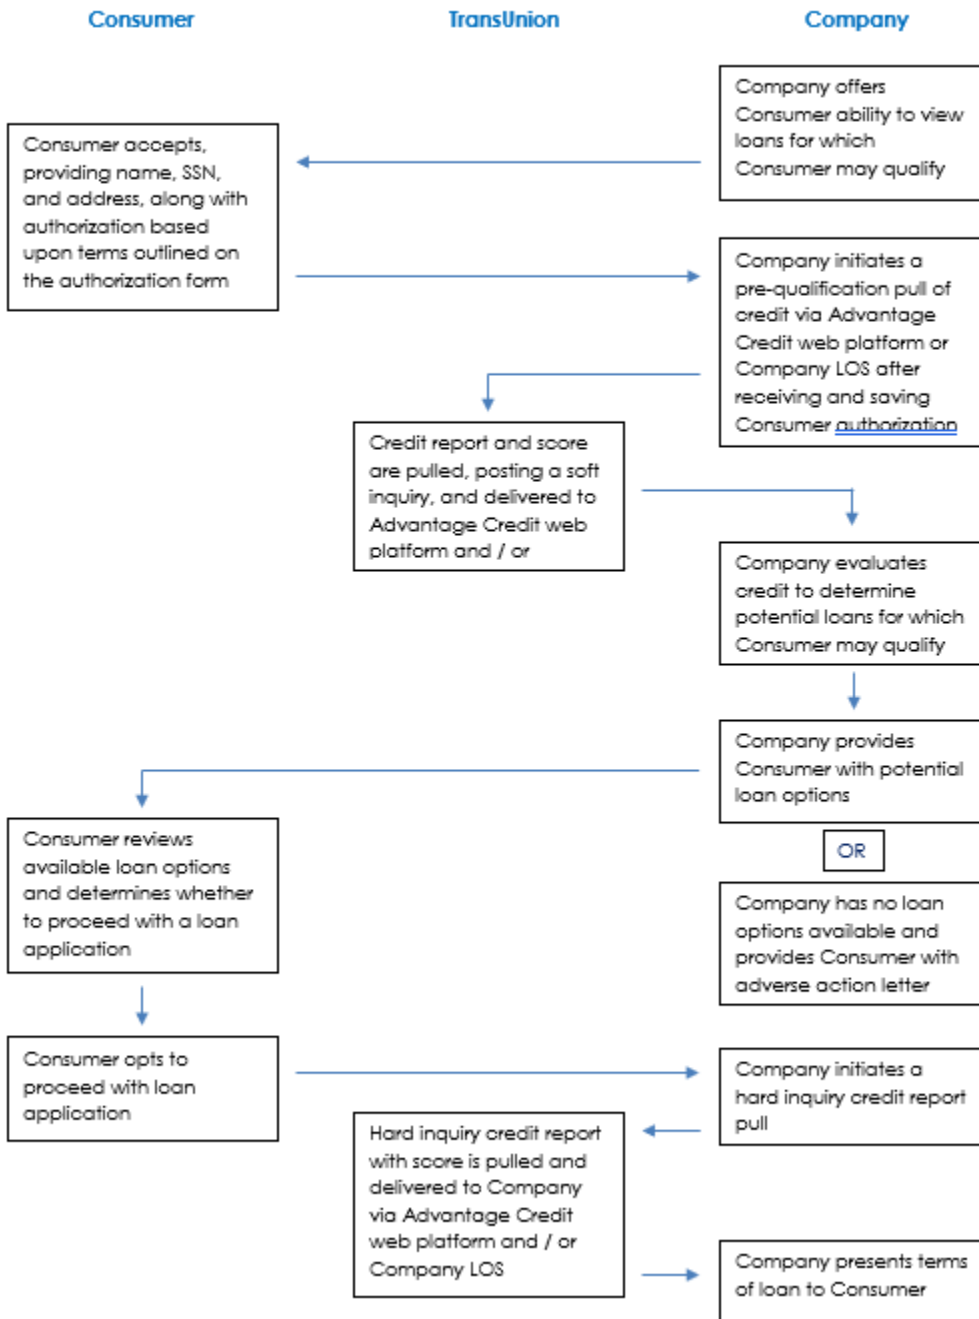 Consumer
TransUnion
Company
Company offers
Consumer ability to view
loans for which
Consumer may qualify
Consumer accepts,
providing name, SSN,
and address, along with
authorization based
upon terms outlined on
the authorization form
Company initiates a
pre-qualification pull of
credit via Advantage
Credit web platform or
Company LOS after
receiving and saving
Consumer authorization
Credit report and score
are pulled, posting a soft
inquiry, and delivered to
Advantage Credit web
platform and / or
Company evaluates
credit to determine
potential loans for which
Consumer may qualify
Company provides
Consumer with potential
loan options
OR
Company has no loan
options available and
provides Consumer with
adverse action letter
Consumer reviews
available loan options
and determines whether
to proceed with a loan
application
Consumer opts to
proceed with loan
application
Company initiates a
hard inquiry credit report
pull
Hard inquiry credit report
with score is pulled and
delivered to Company
via Advantage Credit
web platform and / or
Company LOS
Company presents terms
of loan to Consumer